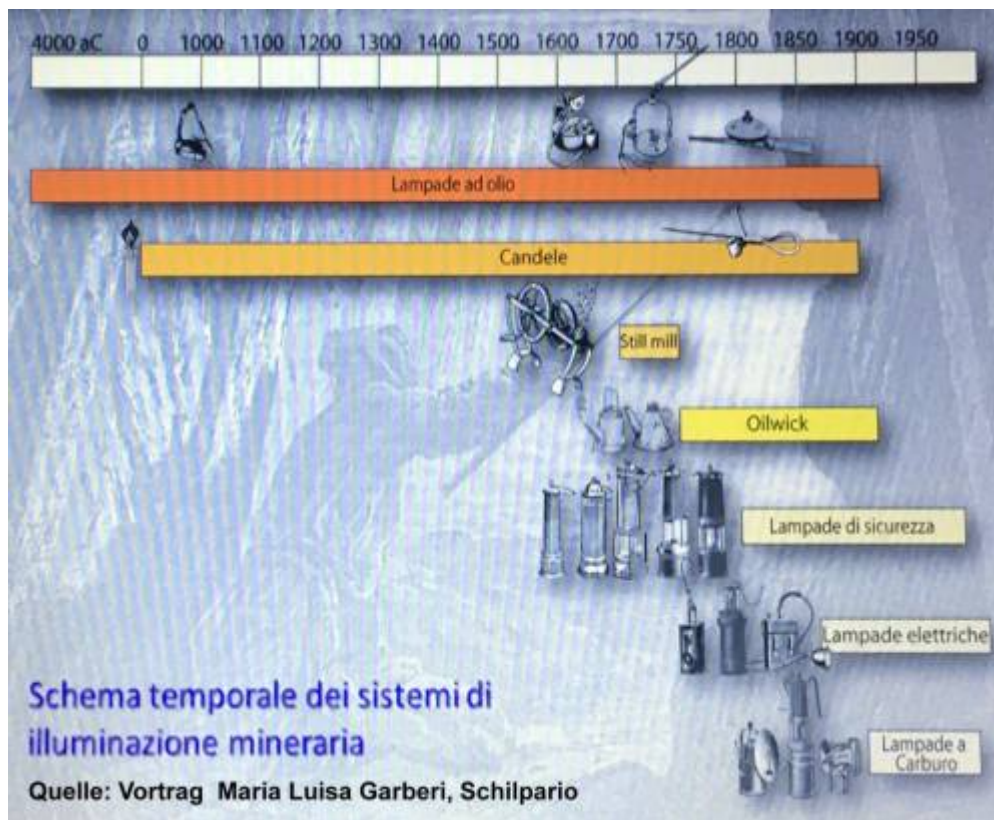 4000 aC 0 1000 1100 1200 1300 1400 1500 1600 1700 1750 1800 1850 1900 1950
Lampade ad olio
Candele
Still mill
Oilwick
Lampade di sicurezza
Lampade elettriche
Lampade a
Carburo
Schema temporale dei sistemi di
illuminazione mineraria
Quelle: Vortrag Maria Luisa Garberi, Schilpario